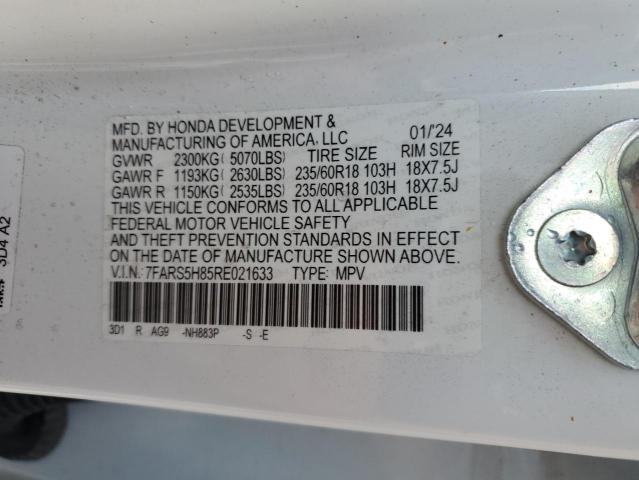 MFD. BY HONDA DEVELOPMENT &
MANUFACTURING OF AMERICA, LLC 01/'24
GVWR 2300KG( 5070LBS) TIRE SIZE RIM SIZE
GAWR F 1193KG( 2630LBS) 235/60R18 103H 18X7.5J
GAWR R 1150KG( 2535LBS) 235/60R18 103H 18X7.5J
THIS VEHICLE CONFORMS TO ALL APPLICABLE
FEDERAL MOTOR VEHICLE SAFETY
AND THEFT PREVENTION STANDARDS IN EFFECT
ON THE DATE OF MANUFACTURE SHOWN ABOVE.
V.I.N.: 7FARS5H85RE021633 TYPE: MPV
3D1 R AG9 -NH883P -S -E
3D4 A2